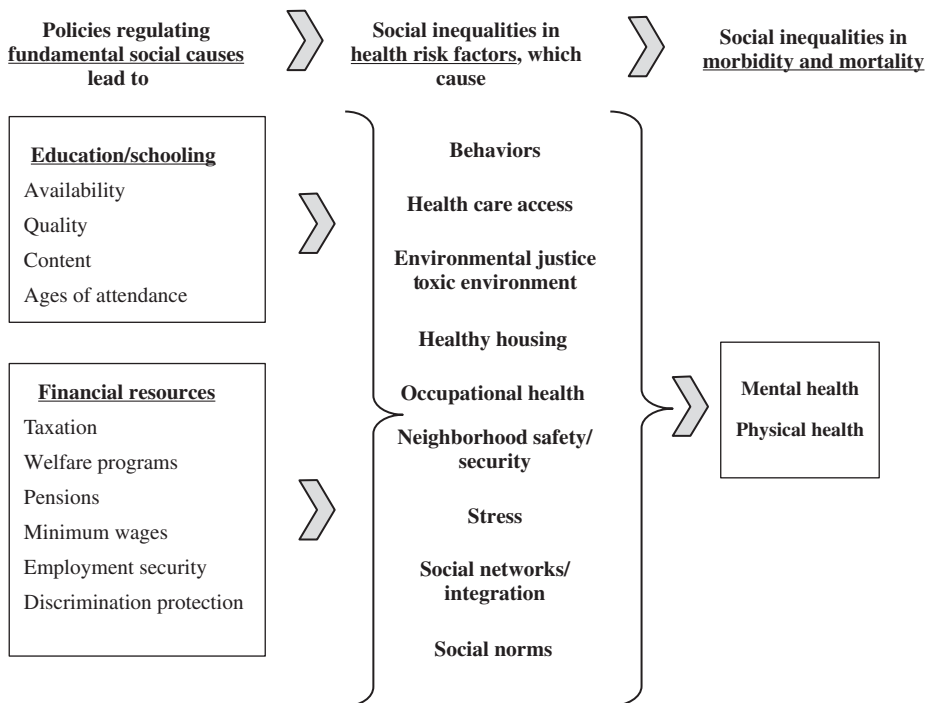 Policies regulating
fundamental social causes
lead to
Social inequalities in
health risk factors, which
cause
Social inequalities in
morbidity and mortality
Education/schooling
Availability
Quality
Content
Ages of attendance
Financial resources
Taxation
Welfare programs
Pensions
Minimum wages
Employment security
Discrimination protection
Behaviors
Health care access
Environmental justice
toxic environment
Healthy housing
Occupational health
Neighborhood safety/
security
Stress
Social networks/
integration
Social norms
Mental health
Physical health